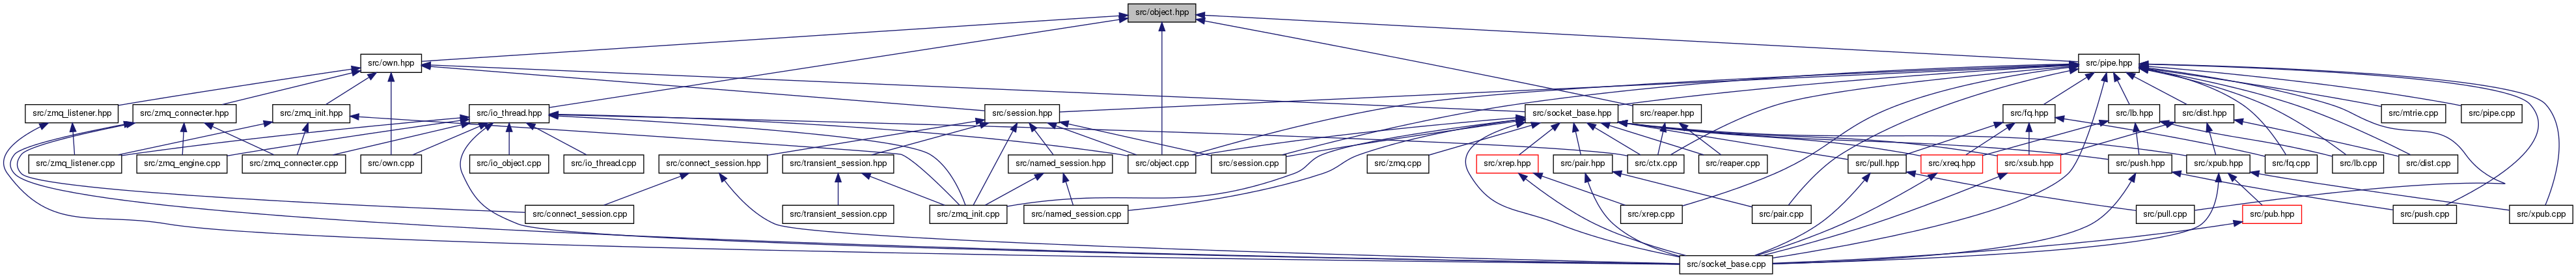 src/object.hpp
src/own.hpp
src/pipe.hpp
src/zmq_listener.hpp
src/zmq_connecter.hpp
src/zmq_init.hpp
src/io_thread.hpp
src/session.hpp
src/socket_base.hpp
src/reaper.hpp
src/fq.hpp
src/lb.hpp
src/dist.hpp
src/mtrie.cpp
src/pipe.cpp
src/zmq_listener.cpp
src/zmq_engine.cpp
src/zmq_connecter.cpp
src/own.cpp
src/io_object.cpp
src/io_thread.cpp
src/connect_session.hpp
src/transient_session.hpp
src/named_session.hpp
src/object.cpp
src/session.cpp
src/zmq.cpp
src/xrep.hpp
src/pair.hpp
src/ctx.cpp
src/reaper.cpp
src/pull.hpp
src/xreq.hpp
src/xsub.hpp
src/push.hpp
src/xpub.hpp
src/fq.cpp
src/lb.cpp
src/dist.cpp
src/connect_session.cpp
src/transient_session.cpp
src/zmq_init.cpp
src/named_session.cpp
src/xrep.cpp
src/pair.cpp
src/pull.cpp
src/pub.hpp
src/push.cpp
src/xpub.cpp
src/socket_base.cpp